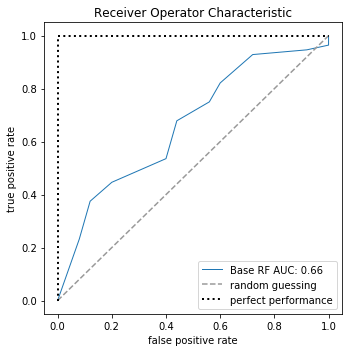 Receiver Operator Characteristic
true positive rate
1.0
0.8
0.6
0.4
0.2
0.0
Base RF AUC: 0.66
random guessing
perfect performance
0.0 0.2 0.4 0.6 0.8 1.0
false positive rate